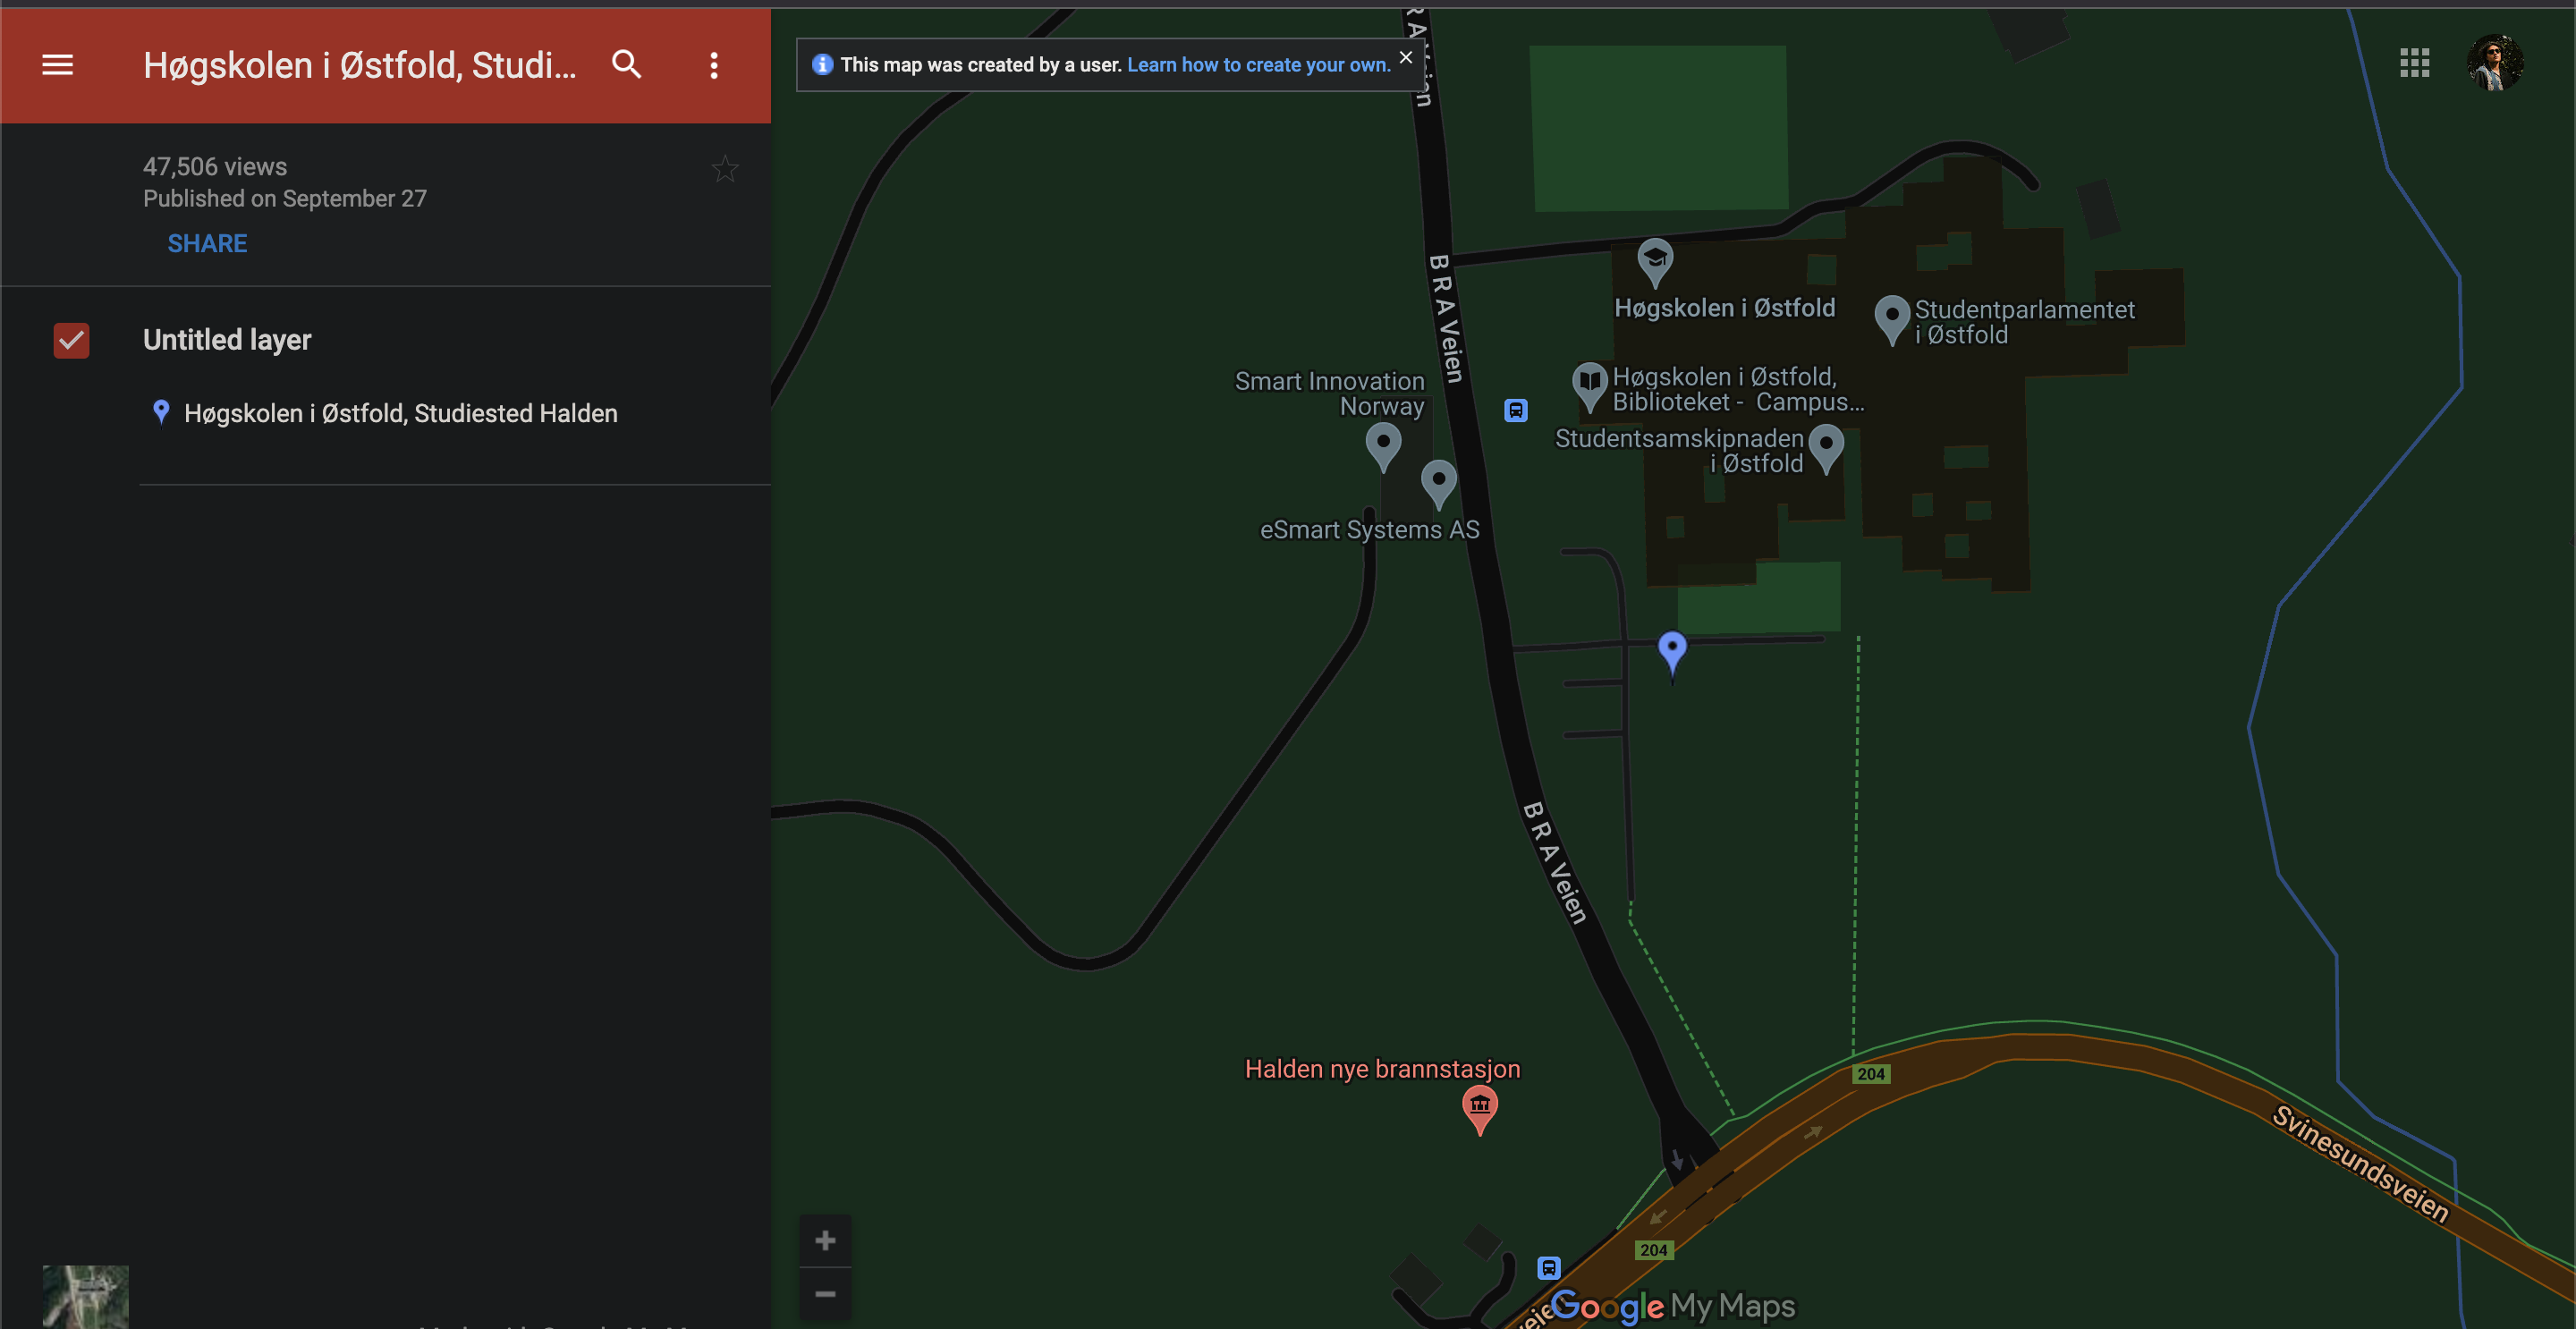 Høgskolen i Østfold, Studi...
47,506 views
Published on September 27
SHARE
Untitled layer
Høgskolen i Østfold, Studiested Halden
This map was created by a user. Learn how to create your own.
B R A Veien
Høgskolen i Østfold
Studentparlamentet
i Østfold
Smart Innovation
Norway
Høgskolen i Østfold,
Biblioteket - Campus...
Studentsamskipnaden
i Østfold
eSmart Systems AS
B R A Veien
Halden nye brannstasjon
204
Svinesundsveien
204
Google My Maps